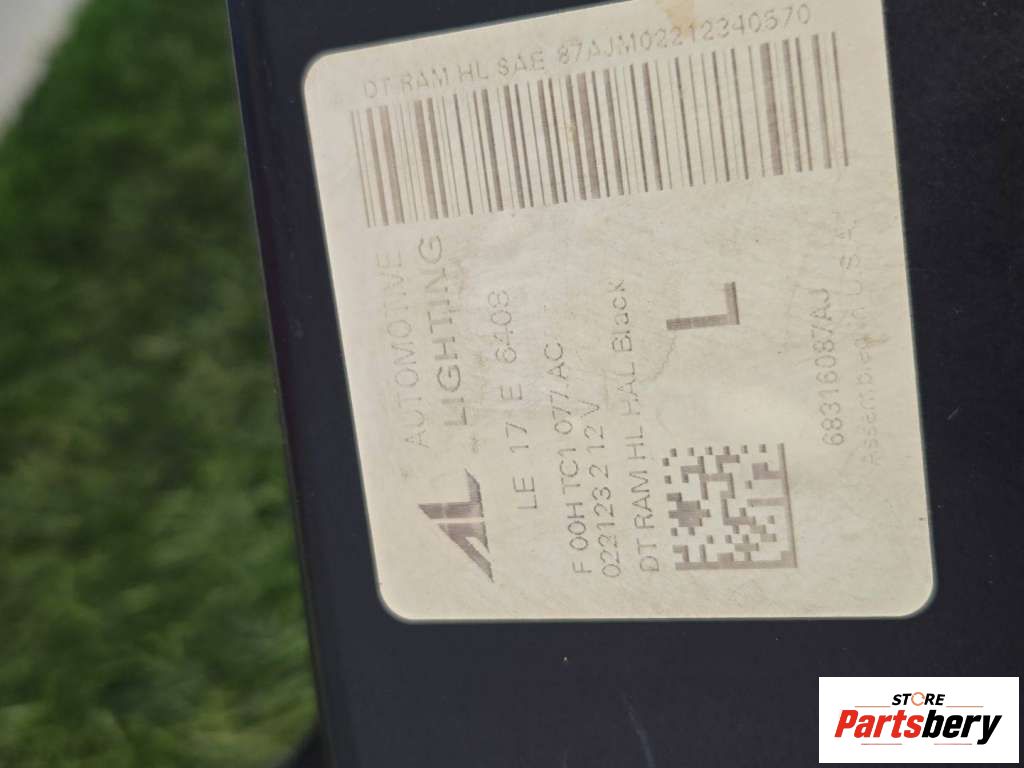 DT RAM HL SAE 87AJM02212340570
AUTOMOTIVE
LIGHTING
AL
LE 17 E 6408
F 00H TC1 077 AC
022123 2 12 V
DT RAM HL HAL Black
L
68316087AJ
Assembled in U.S.A.
STORE
Partsbery